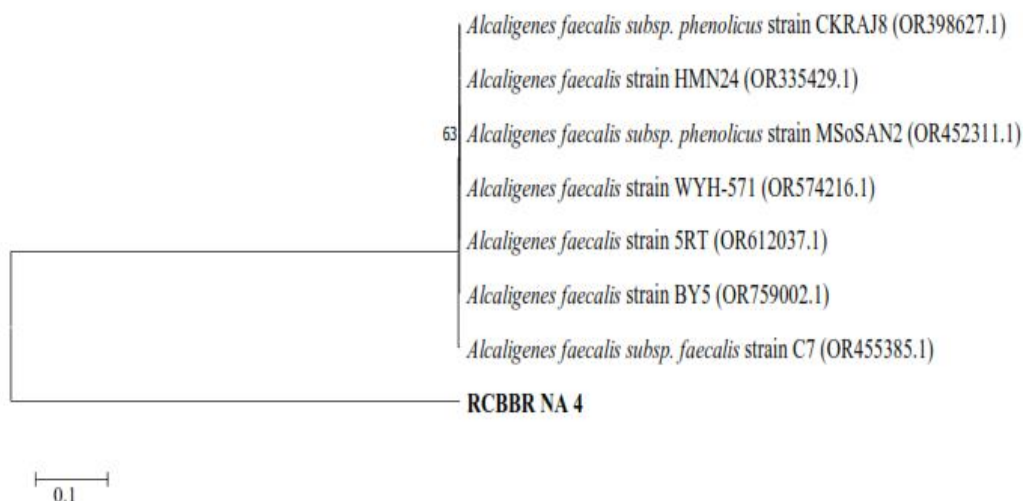 Alcaligenes faecalis subsp. phenolicus strain CKRAJ8 (OR398627.1)
Alcaligenes faecalis strain HMN24 (OR335429.1)
63 Alcaligenes faecalis subsp. phenolicus strain MSoSAN2 (OR452311.1)
Alcaligenes faecalis strain WYH-571 (OR574216.1)
Alcaligenes faecalis strain 5RT (OR612037.1)
Alcaligenes faecalis strain BY5 (OR759002.1)
Alcaligenes faecalis subsp. faecalis strain C7 (OR455385.1)
RCBBR NA 4
0.1